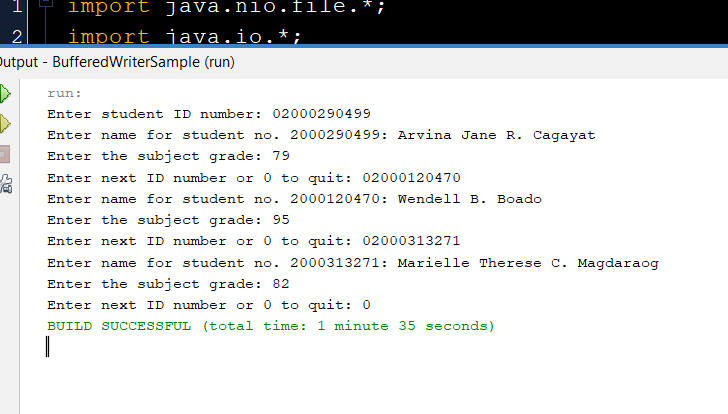 1 import java.nio.file.*;
2 import java.io.*;
Output - BufferedWriterSample (run)
run:
Enter student ID number: 02000290499
Enter name for student no. 2000290499: Arvina Jane R. Cagayat
Enter the subject grade: 79
Enter next ID number or 0 to quit: 02000120470
Enter name for student no. 2000120470: Wendell B. Boado
Enter the subject grade: 95
Enter next ID number or 0 to quit: 02000313271
Enter name for student no. 2000313271: Marielle Therese C. Magdaraog
Enter the subject grade: 82
Enter next ID number or 0 to quit: 0
BUILD SUCCESSFUL (total time: 1 minute 35 seconds)